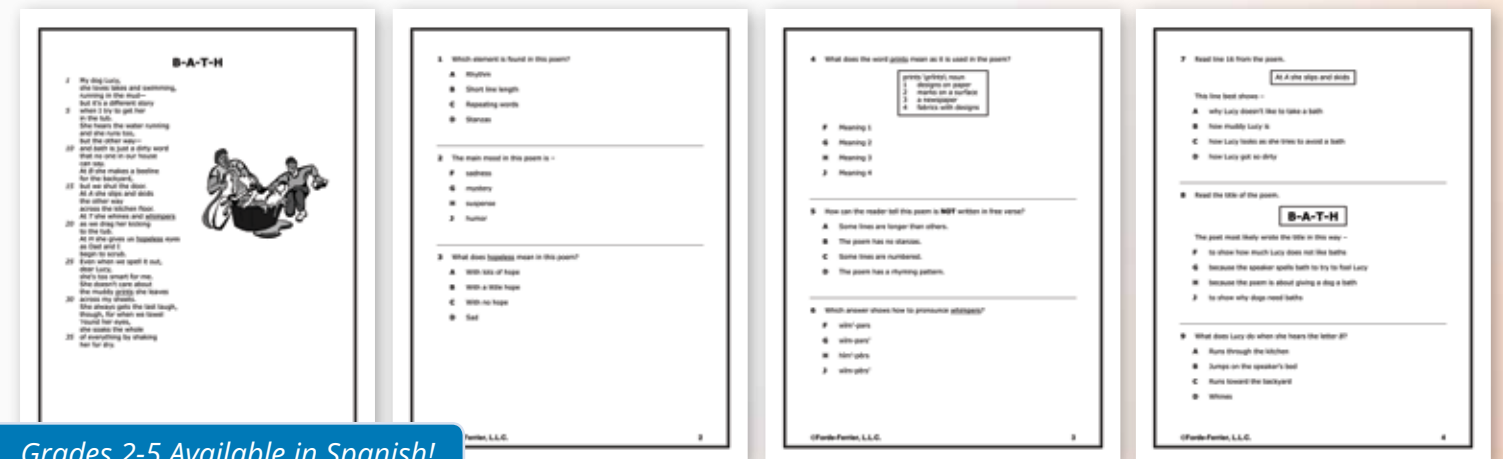 B-A-T-H
1 My dog Lucy,
she loves lakes and swimming,
running in the mud—
but it's a different story
5 when I try to get her
in the tub.
She hears the water running
and she runs too,
but the other way—
10 and bath is just a dirty word
that no one in our house
can say.
At B she makes a beeline
for the backyard,
15 but we shut the door.
At A she slips and skids
the other way
across the kitchen floor.
At T she whines and whimpers
20 as we drag her kicking
to the tub.
At H she gives us hopeless eyes
as Dad and I
begin to scrub.
25 Even when we spell it out,
dear Lucy,
she's too smart for me.
She doesn't care about
the muddy prints she leaves
30 across my sheets.
She always gets the last laugh,
though, for when we towel
'round her eyes,
she soaks the whole
35 of everything by shaking
her fur dry.
Grades 2-5 Available in Spanish!
1 Which element is found in this poem?
A Rhythm
B Short line length
C Repeating words
D Stanzas
2 The main mood in this poem is –
F sadness
G mystery
H suspense
J humor
3 What does hopeless mean in this poem?
A With lots of hope
B With a little hope
C With no hope
D Sad
Ferrier, L.L.C. 2
4 What does the word prints mean as it is used in the poem?
prints \prints\ noun
1 designs on paper
2 marks on a surface
3 a newspaper
4 fabrics with designs
F Meaning 1
G Meaning 2
H Meaning 3
J Meaning 4
5 How can the reader tell this poem is NOT written in free verse?
A Some lines are longer than others.
B The poem has no stanzas.
C Some lines are numbered.
D The poem has a rhyming pattern.
6 Which answer shows how to pronounce whimpers?
F
G
H
J
©Forde-Ferrier, L.L.C. 3
7 Read line 16 from the poem.
At A she slips and skids
This line best shows –
A why Lucy doesn't like to take a bath
B how muddy Lucy is
C how Lucy looks as she tries to avoid a bath
D how Lucy got so dirty
8 Read the title of the poem.
B-A-T-H
The poet most likely wrote the title in this way –
F to show how much Lucy does not like baths
G because the speaker spells bath to try to fool Lucy
H because the poem is about giving a dog a bath
J to show why dogs need baths
9 What does Lucy do when she hears the letter B?
A Runs through the kitchen
B Jumps on the speaker's bed
C Runs toward the backyard
D Whines
©Forde-Ferrier, L.L.C. 4